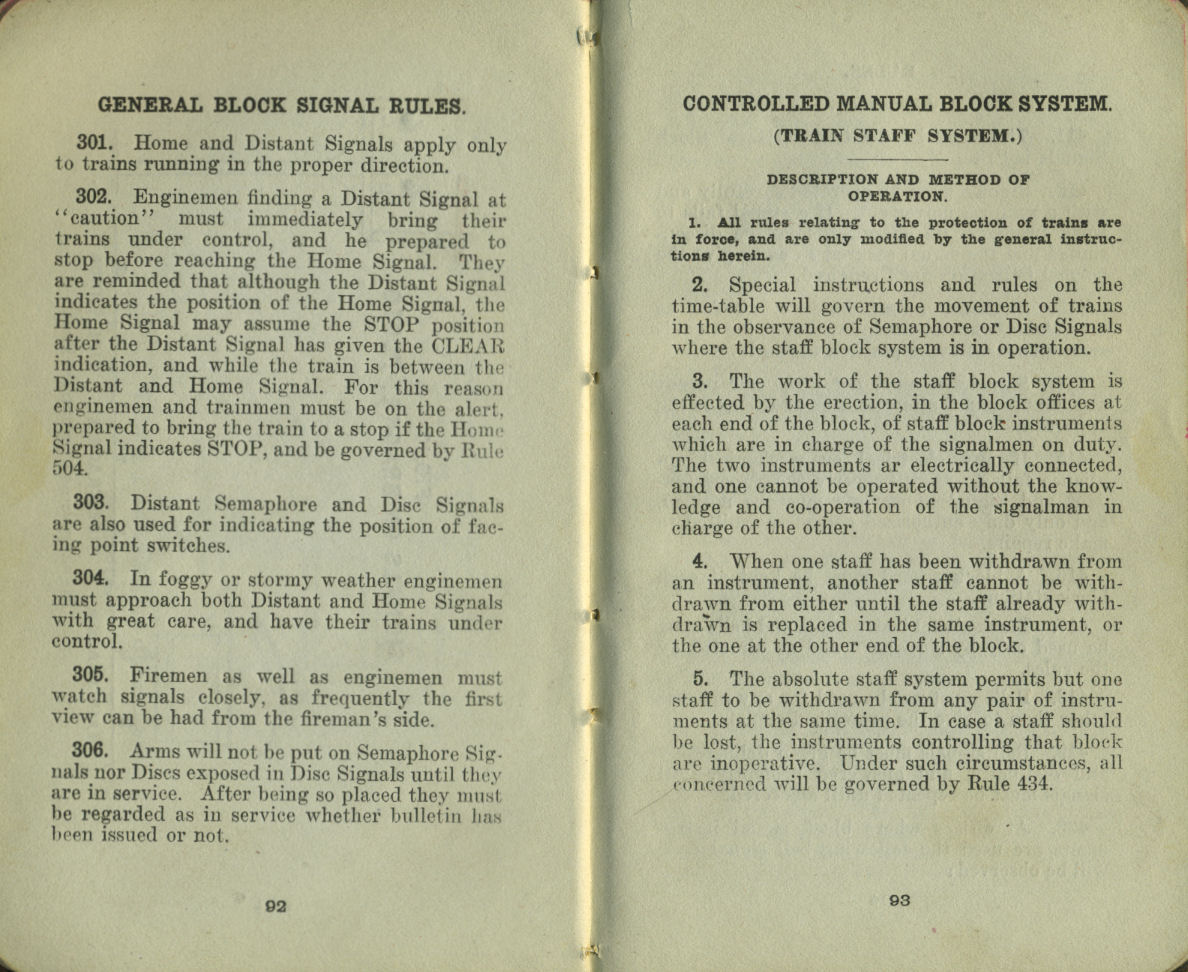 GENERAL BLOCK SIGNAL RULES.
301. Home and Distant Signals apply only
to trains running in the proper direction.
302. Enginemen finding a Distant Signal at
"caution" must immediately bring their
trains under control, and he prepared to
stop before reaching the Home Signal. They
are reminded that although the Distant Signal
indicates the position of the Home Signal, the
Home Signal may assume the STOP position
after the Distant Signal has given the CLEAR
indication, and while the train is between the
Distant and Home Signal. For this reason
enginemen and trainmen must be on the alert,
prepared to bring the train to a stop if the Home
Signal indicates STOP, and be governed by Rule
504.
303. Distant Semaphore and Disc Signals
are also used for indicating the position of fac-
ing point switches.
304. In foggy or stormy weather enginemen
must approach both Distant and Home Signals
with great care, and have their trains under
control.
305. Firemen as well as enginemen must
watch signals closely, as frequently the first
view can be had from the fireman's side.
306. Arms will not be put on Semaphore Sig-
nals nor Discs exposed in Disc Signals until they
are in service. After being so placed they must
be regarded as in service whether bulletin has
been issued or not.
92
CONTROLLED MANUAL BLOCK SYSTEM.
(TRAIN STAFF SYSTEM.)
DESCRIPTION AND METHOD OF
OPERATION.
1. All rules relating to the protection of trains are
in force, and are only modified by the general instruc-
tions herein.
2. Special instructions and rules on the
time-table will govern the movement of trains
in the observance of Semaphore or Disc Signals
where the staff block system is in operation.
3. The work of the staff block system is
effected by the erection, in the block offices at
each end of the block, of staff block instruments
which are in charge of the signalmen on duty.
The two instruments ar electrically connected,
and one cannot be operated without the know-
ledge and co-operation of the signalman in
charge of the other.
4. When one staff has been withdrawn from
an instrument, another staff cannot be with-
drawn from either until the staff already with-
drawn is replaced in the same instrument, or
the one at the other end of the block.
5. The absolute staff system permits but one
staff to be withdrawn from any pair of instru-
ments at the same time. In case a staff should
be lost, the instruments controlling that block
are inoperative. Under such circumstances, all
concerned will be governed by Rule 434.
93